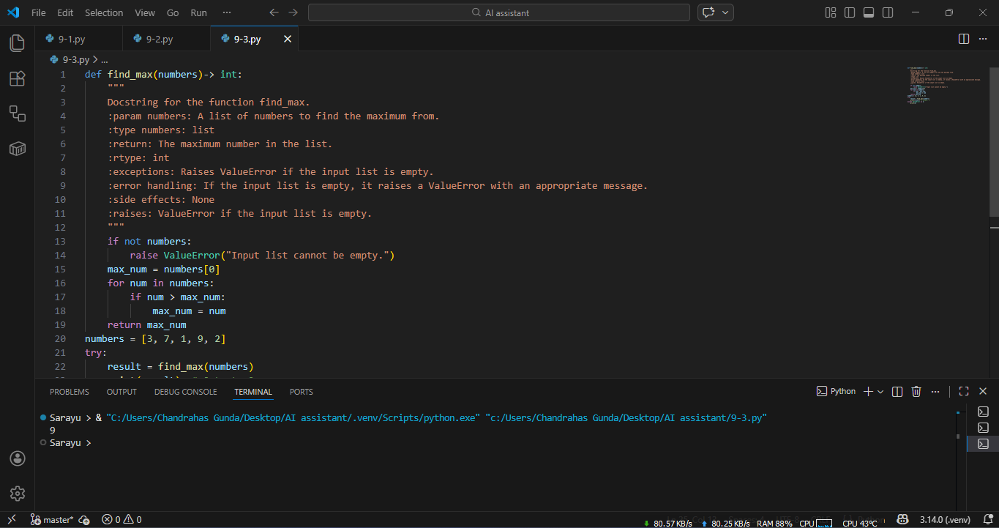 File Edit Selection View Go Run ··· AI assistant
9-1.py 9-2.py 9-3.py
9-3.py > ...
1 def find_max(numbers)-> int:
2 """
3 Docstring for the function find_max.
4 :param numbers: A list of numbers to find the maximum from.
5 :type numbers: list
6 :return: The maximum number in the list.
7 :rtype: int
8 :exceptions: Raises ValueError if the input list is empty.
9 :error handling: If the input list is empty, it raises a ValueError with an appropriate message.
10 :side effects: None
11 :raises: ValueError if the input list is empty.
12 """
13 if not numbers:
14 raise ValueError("Input list cannot be empty.")
15 max_num = numbers[0]
16 for num in numbers:
17 if num > max_num:
18 max_num = num
19 return max_num
20 numbers = [3, 7, 1, 9, 2]
21 try:
22 result = find_max(numbers)
PROBLEMS OUTPUT DEBUG CONSOLE TERMINAL PORTS Python
Sarayu > & "C:/Users/Chandrahas Gunda/Desktop/AI assistant/.venv/Scripts/python.exe" "c:/Users/Chandrahas Gunda/Desktop/AI assistant/9-3.py"
9
Sarayu >
master* 0 0 80.57KB/s 80.25KB/s RAM 88% CPU CPU 43°C 3.14.0 (.venv)